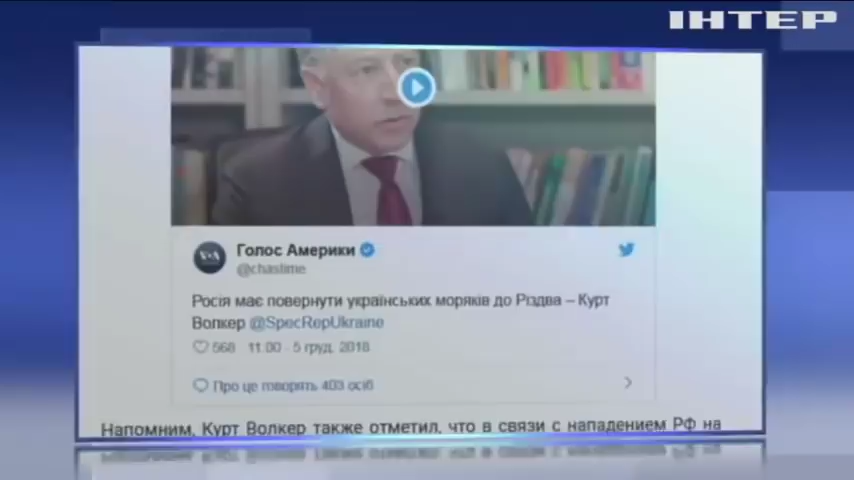 ІНТЕР
VOA
Голос Америки
@chastime
Росія має повернути українських моряків до Різдва – Курт
Волкер @SpecRepUkraine
568 11:00 - 5 груд. 2018
Про це говорять 403 осіб
Напомним, Курт Волкер также отметил, что в связи с нападением РФ на